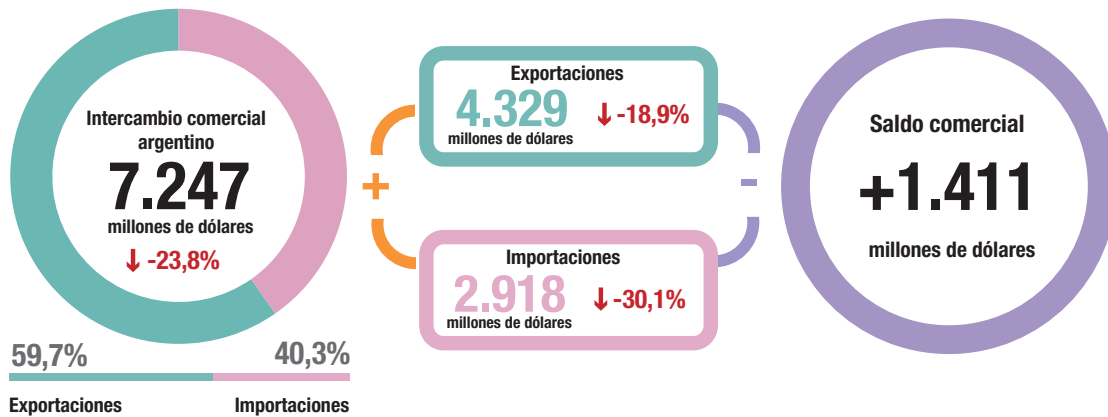 Intercambio comercial
argentino
7.247
millones de dólares
↓ -23,8%
59,7%
40,3%
Exportaciones
Importaciones
+
Exportaciones
4.329
millones de dólares
↓ -18,9%
Importaciones
2.918
millones de dólares
↓ -30,1%
-
Saldo comercial
+1.411
millones de dólares